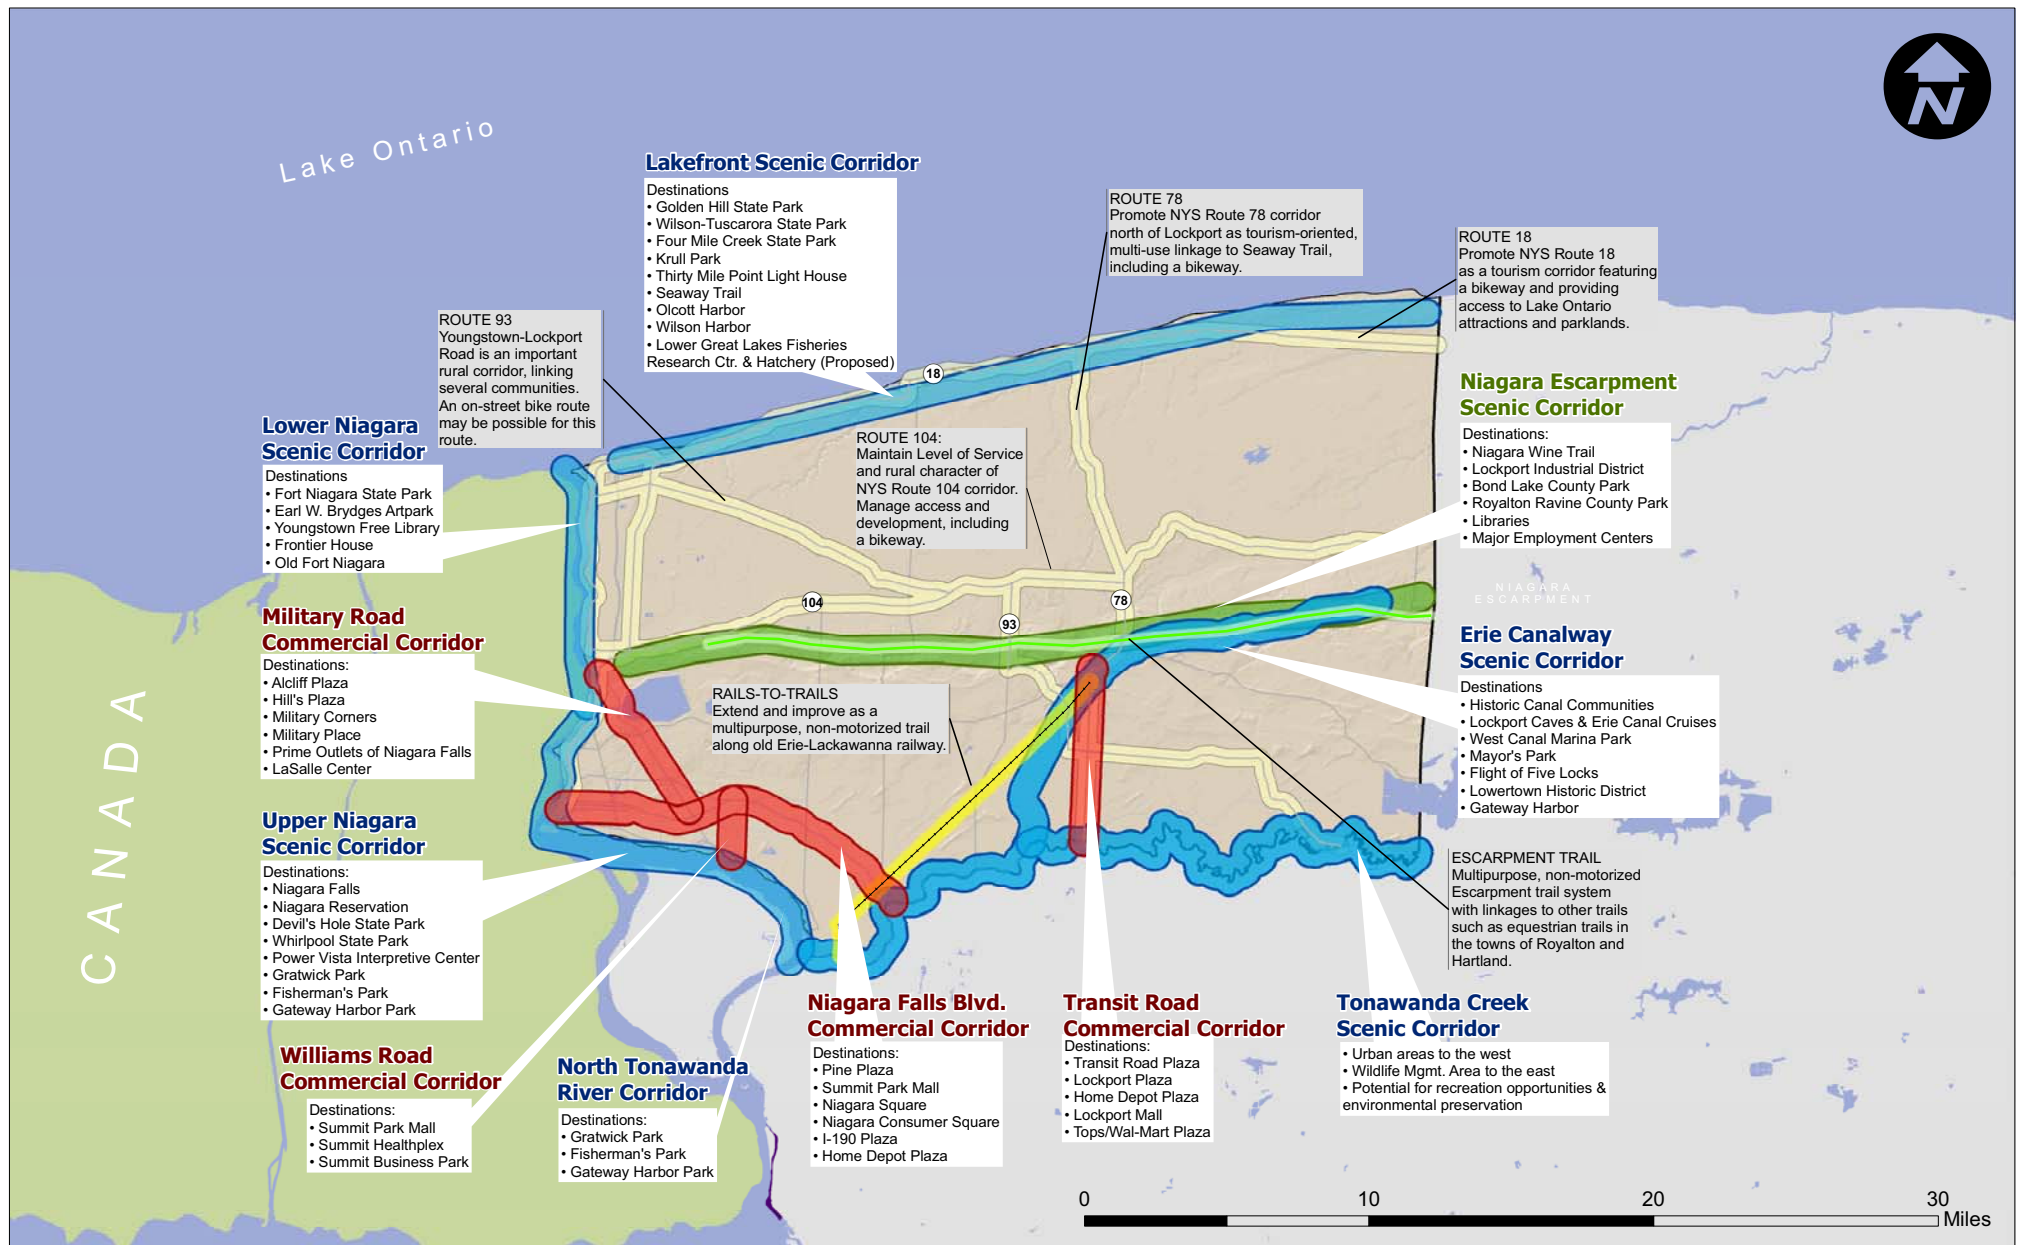 N
Lake Ontario
Lakefront Scenic Corridor
Destinations
• Golden Hill State Park
• Wilson-Tuscarora State Park
• Four Mile Creek State Park
• Krull Park
• Thirty Mile Point Light House
• Seaway Trail
• Olcott Harbor
• Wilson Harbor
• Lower Great Lakes Fisheries
Research Ctr. & Hatchery (Proposed)
ROUTE 78
Promote NYS Route 78 corridor
north of Lockport as tourism-oriented,
multi-use linkage to Seaway Trail,
including a bikeway.
ROUTE 18
Promote NYS Route 18
as a tourism corridor featuring
a bikeway and providing
access to Lake Ontario
attractions and parklands.
ROUTE 93
Youngstown-Lockport
Road is an important
rural corridor, linking
several communities.
An on-street bike route
may be possible for this
route.
18
Niagara Escarpment
Scenic Corridor
Destinations:
• Niagara Wine Trail
• Lockport Industrial District
• Bond Lake County Park
• Royalton Ravine County Park
• Libraries
• Major Employment Centers
Lower Niagara
Scenic Corridor
Destinations
• Fort Niagara State Park
• Earl W. Brydges Artpark
• Youngstown Free Library
• Frontier House
• Old Fort Niagara
ROUTE 104:
Maintain Level of Service
and rural character of
NYS Route 104 corridor.
Manage access and
development, including
a bikeway.
NIAGARA
ESCARPMENT
104
78
93
Military Road
Commercial Corridor
Destinations:
• Alcliff Plaza
• Hill's Plaza
• Military Corners
• Military Place
• Prime Outlets of Niagara Falls
• LaSalle Center
Erie Canalway
Scenic Corridor
Destinations
• Historic Canal Communities
• Lockport Caves & Erie Canal Cruises
• West Canal Marina Park
• Mayor's Park
• Flight of Five Locks
• Lowertown Historic District
• Gateway Harbor
RAILS-TO-TRAILS
Extend and improve as a
multipurpose, non-motorized trail
along old Erie-Lackawanna railway.
CANADA
Upper Niagara
Scenic Corridor
Destinations:
• Niagara Falls
• Niagara Reservation
• Devil's Hole State Park
• Whirlpool State Park
• Power Vista Interpretive Center
• Gratwick Park
• Fisherman's Park
• Gateway Harbor Park
ESCARPMENT TRAIL
Multipurpose, non-motorized
Escarpment trail system
with linkages to other trails
such as equestrian trails in
the towns of Royalton and
Hartland.
Williams Road
Commercial Corridor
Destinations:
• Summit Park Mall
• Summit Healthplex
• Summit Business Park
North Tonawanda
River Corridor
Destinations:
• Gratwick Park
• Fisherman's Park
• Gateway Harbor Park
Niagara Falls Blvd.
Commercial Corridor
Destinations:
• Pine Plaza
• Summit Park Mall
• Niagara Square
• Niagara Consumer Square
• I-190 Plaza
• Home Depot Plaza
Transit Road
Commercial Corridor
Destinations:
• Transit Road Plaza
• Lockport Plaza
• Home Depot Plaza
• Lockport Mall
• Tops/Wal-Mart Plaza
Tonawanda Creek
Scenic Corridor
• Urban areas to the west
• Wildlife Mgmt. Area to the east
• Potential for recreation opportunities &
environmental preservation
0 10 20 30
Miles